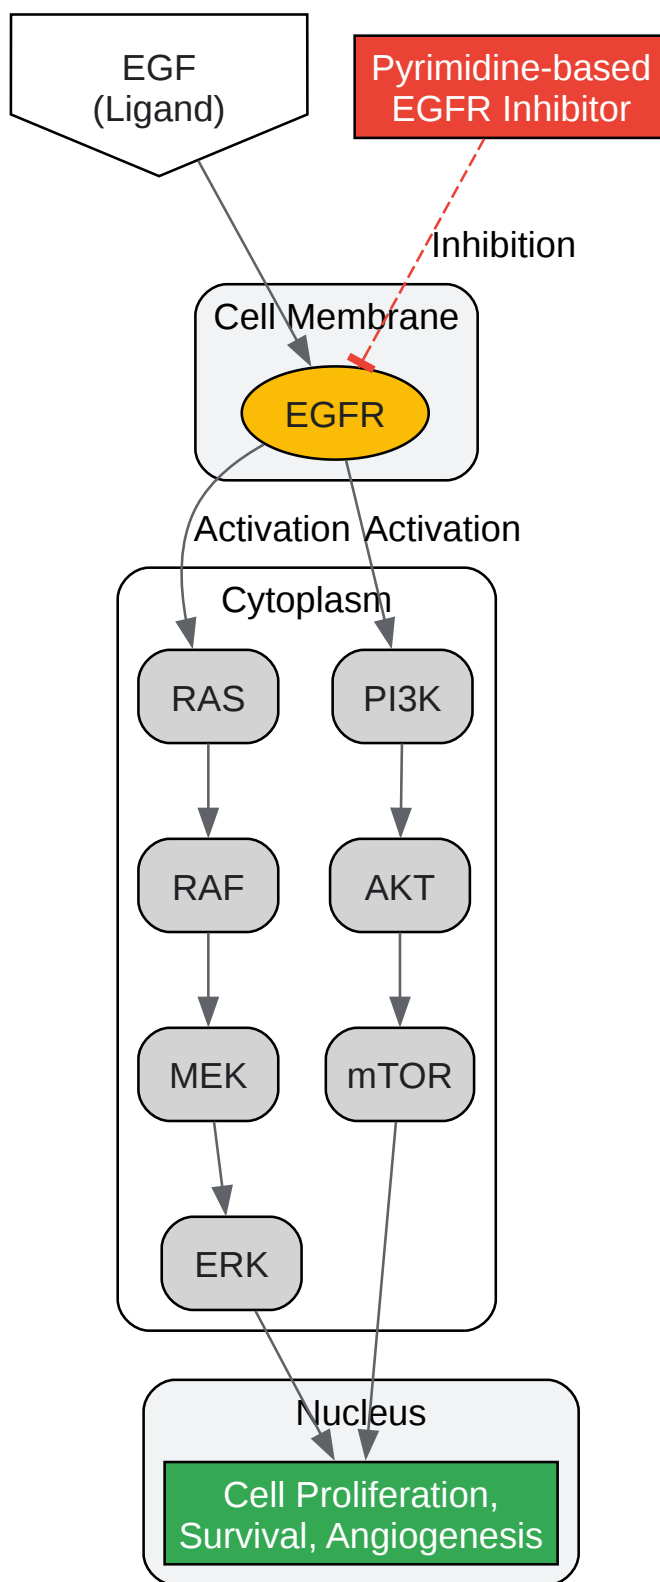 EGF
(Ligand)
Pyrimidine-based
EGFR Inhibitor
Inhibition
Cell Membrane
EGFR
Activation
Activation
Cytoplasm
RAS
PI3K
RAF
AKT
MEK
mTOR
ERK
Nucleus
Cell Proliferation,
Survival, Angiogenesis